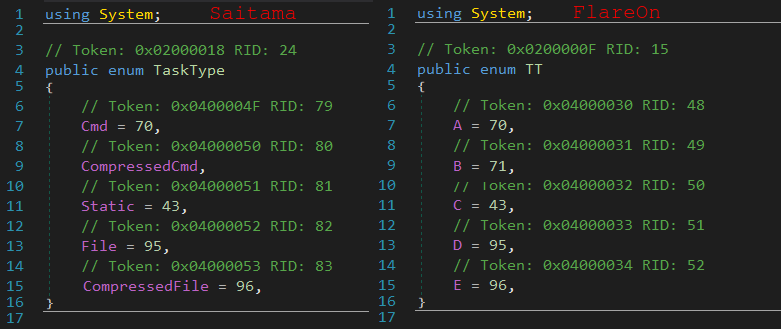 1 using System; Saitama
2
3 // Token: 0x02000018 RID: 24
4 public enum TaskType
5 {
6 // Token: 0x0400004F RID: 79
7 Cmd = 70,
8 // Token: 0x04000050 RID: 80
9 CompressedCmd,
10 // Token: 0x04000051 RID: 81
11 Static = 43,
12 // Token: 0x04000052 RID: 82
13 File = 95,
14 // Token: 0x04000053 RID: 83
15 CompressedFile = 96,
16 }
17
1 using System; FlareOn
2
3 // Token: 0x0200000F RID: 15
4 public enum TT
5 {
6 // Token: 0x04000030 RID: 48
7 A = 70,
8 // Token: 0x04000031 RID: 49
9 B = 71,
10 // Token: 0x04000032 RID: 50
11 C = 43,
12 // Token: 0x04000033 RID: 51
13 D = 95,
14 // Token: 0x04000034 RID: 52
15 E = 96,
16 }
17